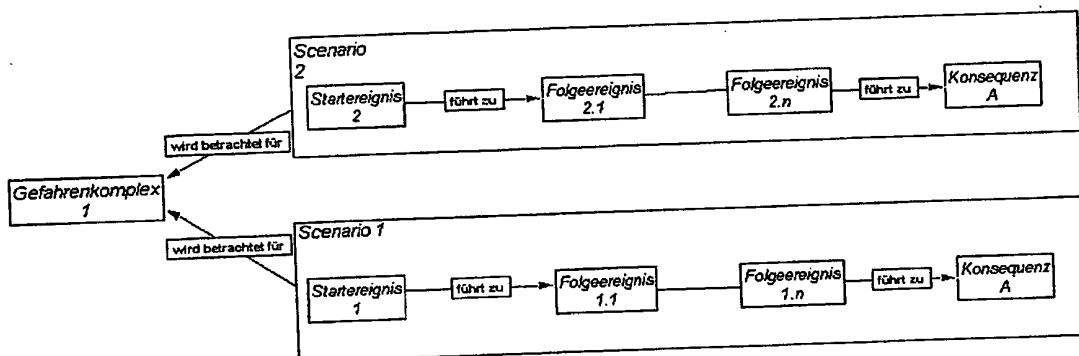 Scenario
2
Startereignis
2
führt zu
Folgeereignis
2.1
Folgeereignis
2.n
führt zu
Konsequenz
A
wird betrachtet für
Gefahrenkomplex
1
wird betrachtet für
Scenario 1
Startereignis
1
führt zu
Folgeereignis
1.1
Folgeereignis
1.n
führt zu
Konsequenz
A